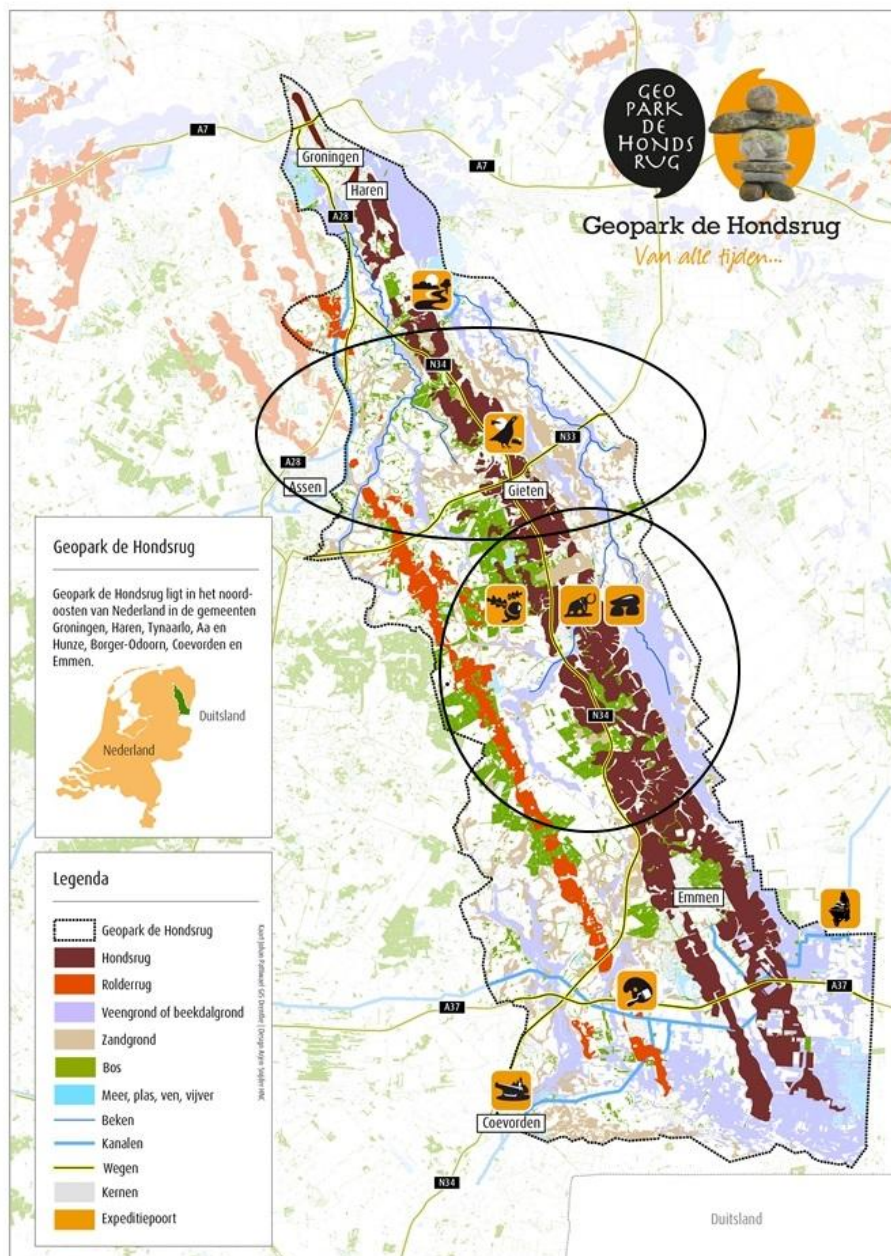 GEO
PARK
DE
HONDS
RUG
Geopark de Hondsrug
Van alle tijden...
A7
Groningen
A7
Haren
A28
N34
N33
A28
Assen
Gieten
N34
Emmen
A37
A37
Coevorden
N34
Duitsland
Geopark de Hondsrug
Geopark de Hondsrug ligt in het noord-
oosten van Nederland in de gemeenten
Groningen, Haren, Tynaarlo, Aa en
Hunze, Borger-Odoorn, Coevorden en
Emmen.
Duitsland
Nederland
Legenda
Geopark de Hondsrug
Hondsrug
Rolderrug
Veengrond of beekdalgrond
Zandgrond
Bos
Meer, plas, ven, vijver
Beken
Kanalen
Wegen
Kernen
Expeditiepoort